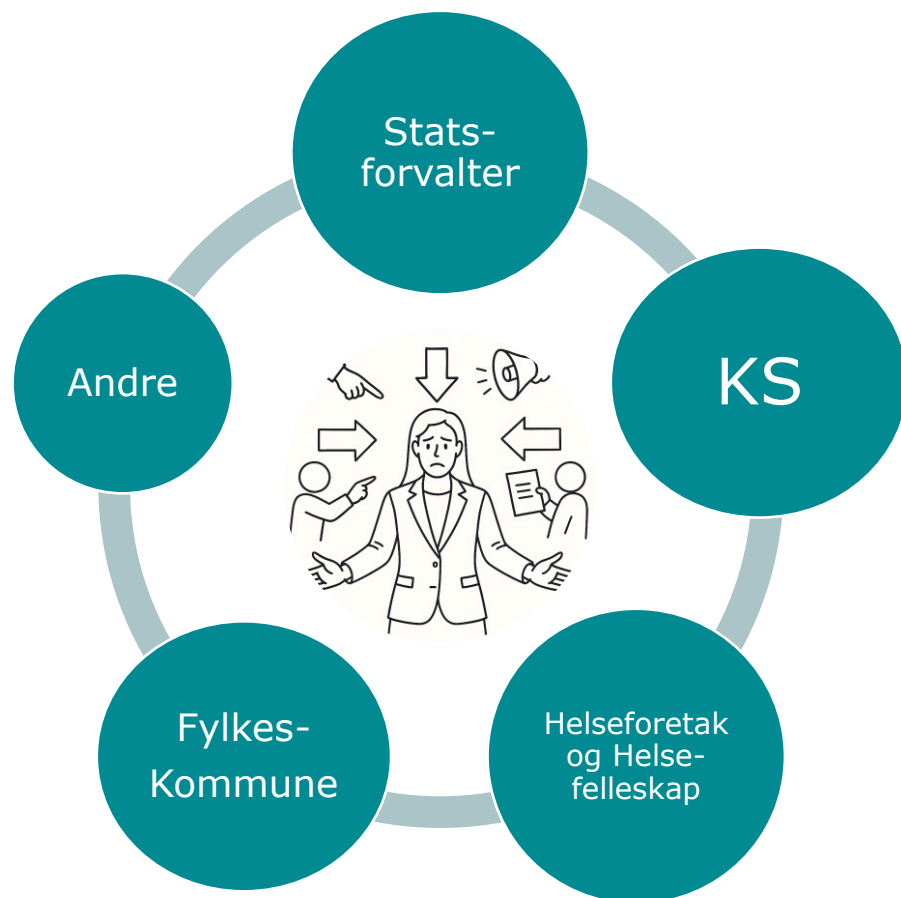 Stats-
forvalter
KS
Helseforetak
og Helse-
felleskap
Fylkes-
Kommune
Andre